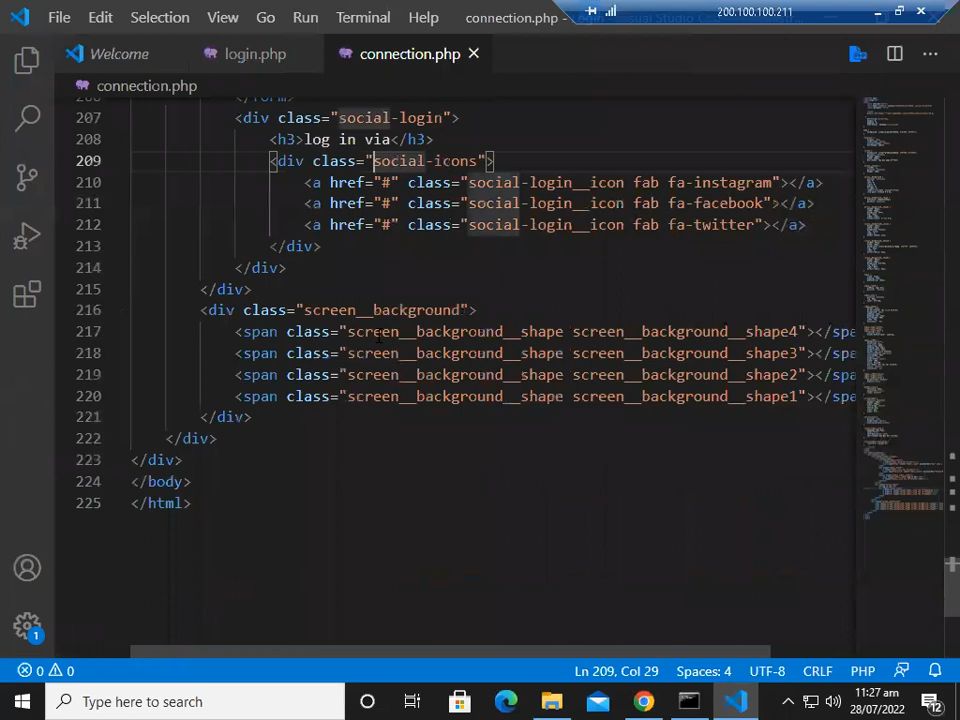 File Edit Selection View Go Run Terminal Help connection.php - Login
200.100.100.211
Welcome login.php connection.php
connection.php
207 <div class="social-login">
208 <h3>log in via</h3>
209 <div class="social-icons">
210 <a href="#" class="social-login__icon fab fa-instagram"></a>
211 <a href="#" class="social-login__icon fab fa-facebook"></a>
212 <a href="#" class="social-login__icon fab fa-twitter"></a>
213 </div>
214 </div>
215 </div>
216 <div class="screen__background">
217 <span class="screen__background__shape screen__background__shape4"></spa
218 <span class="screen__background__shape screen__background__shape3"></spa
219 <span class="screen__background__shape screen__background__shape2"></spa
220 <span class="screen__background__shape screen__background__shape1"></spa
221 </div>
222 </div>
223 </div>
224 </body>
225 </html>
1
0 0 Ln 209, Col 29 Spaces: 4 UTF-8 CRLF PHP
Type here to search
11:27 am
28/07/2022
12